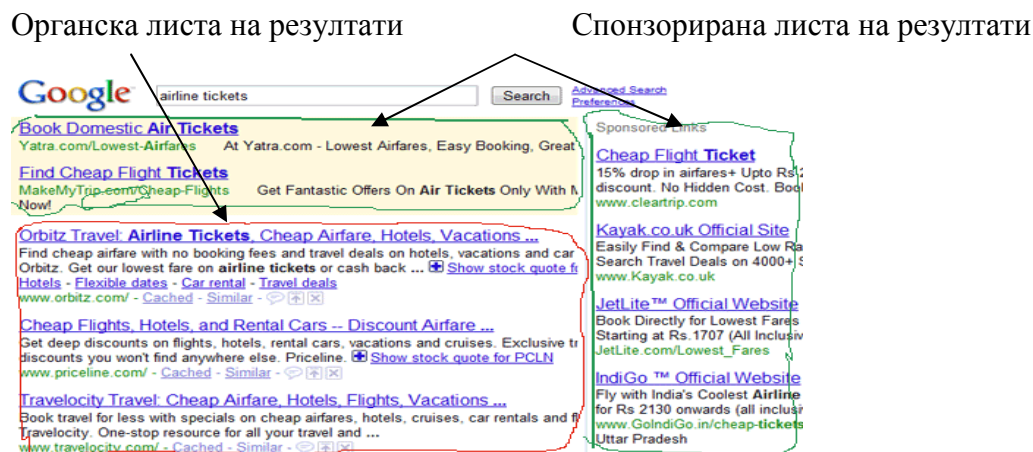 Органска листа на резултати
Спонзорирана листа на резултати
Google
airline tickets
Search
Advanced Search
Preferences
Book Domestic Air Tickets
Yatra.com/Lowest-Airfares At Yatra.com - Lowest Airfares, Easy Booking, Great
Find Cheap Flight Tickets
MakeMyTrip.com/Cheap-Flights Get Fantastic Offers On Air Tickets Only With
Now!
Orbitz Travel: Airline Tickets, Cheap Airfare, Hotels, Vacations ...
Find cheap airfare with no booking fees and travel deals on hotels, vacations and car
Orbitz. Get our lowest fare on airline tickets or cash back ... Show stock quote
Hotels - Flexible dates - Car rental - Travel deals
www.orbitz.com/ - Cached - Similar -
Cheap Flights, Hotels, and Rental Cars -- Discount Airfare ...
Get deep discounts on flights, hotels, rental cars, vacations and cruises. Exclusive
discounts you won't find anywhere else. Priceline. Show stock quote for PCLN
www.priceline.com/ - Cached - Similar -
Travelocity Travel: Cheap Airfare, Hotels, Flights, Vacations ...
Book travel for less with specials on cheap airfares, hotels, cruises, car rentals and
Travelocity. One-stop resource for all your travel and ...
www.travelocity.com/ - Cached - Similar -
Sponsored Links
Cheap Flight Ticket
15% drop in airfares+ Upto Rs
discount. No Hidden Cost.
www.cleartrip.com
Kayak.co.uk Official Site
Easily Find & Compare Low
Search Travel Deals on 4000+
www.Kayak.co.uk
JetLite™ Official Website
Book Directly for Lowest Fares
Starting at Rs.1707 (All
JetLite.com/Lowest_Fares
IndiGo ™ Official Website
Fly with India's Coolest Airline
for Rs 2130 onwards (all
www.GoIndiGo.in/cheap-tickets
Uttar Pradesh